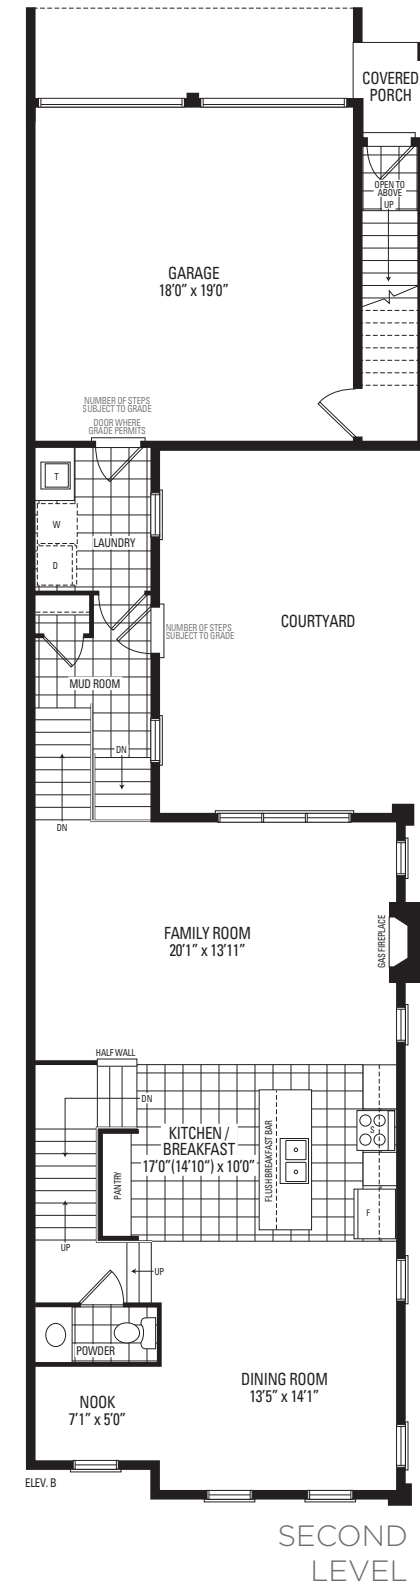 COVERED
PORCH
OPEN TO
ABOVE
UP
GARAGE
18'0" x 19'0"
NUMBER OF STEPS
SUBJECT TO GRADE
DOOR WHERE
GRADE PERMITS
T
W
D
LAUNDRY
COURTYARD
NUMBER OF STEPS
SUBJECT TO GRADE
MUD ROOM
DN
DN
FAMILY ROOM
20'1" x 13'11"
GAS FIREPLACE
HALF WALL
DN
KITCHEN /
BREAKFAST
17'0"(14'10") x 10'0"
PANTRY
FLUSH BREAKFAST BAR
S
F
UP
UP
POWDER
DINING ROOM
13'5" x 14'1"
NOOK
7'1" x 5'0"
ELEV. B
SECOND
LEVEL